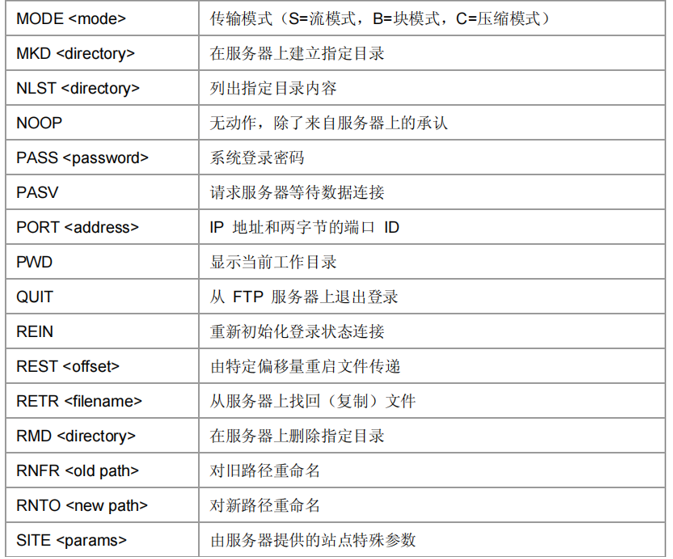 MODE <mode> 传输模式（S=流模式，B=块模式，C=压缩模式）
MKD <directory> 在服务器上建立指定目录
NLST <directory> 列出指定目录内容
NOOP 无动作，除了来自服务器上的承认
PASS <password> 系统登录密码
PASV 请求服务器等待数据连接
PORT <address> IP 地址和两字节的端口 ID
PWD 显示当前工作目录
QUIT 从 FTP 服务器上退出登录
REIN 重新初始化登录状态连接
REST <offset> 由特定偏移量重启文件传递
RETR <filename> 从服务器上找回（复制）文件
RMD <directory> 在服务器上删除指定目录
RNFR <old path> 对旧路径重命名
RNTO <new path> 对新路径重命名
SITE <params> 由服务器提供的站点特殊参数